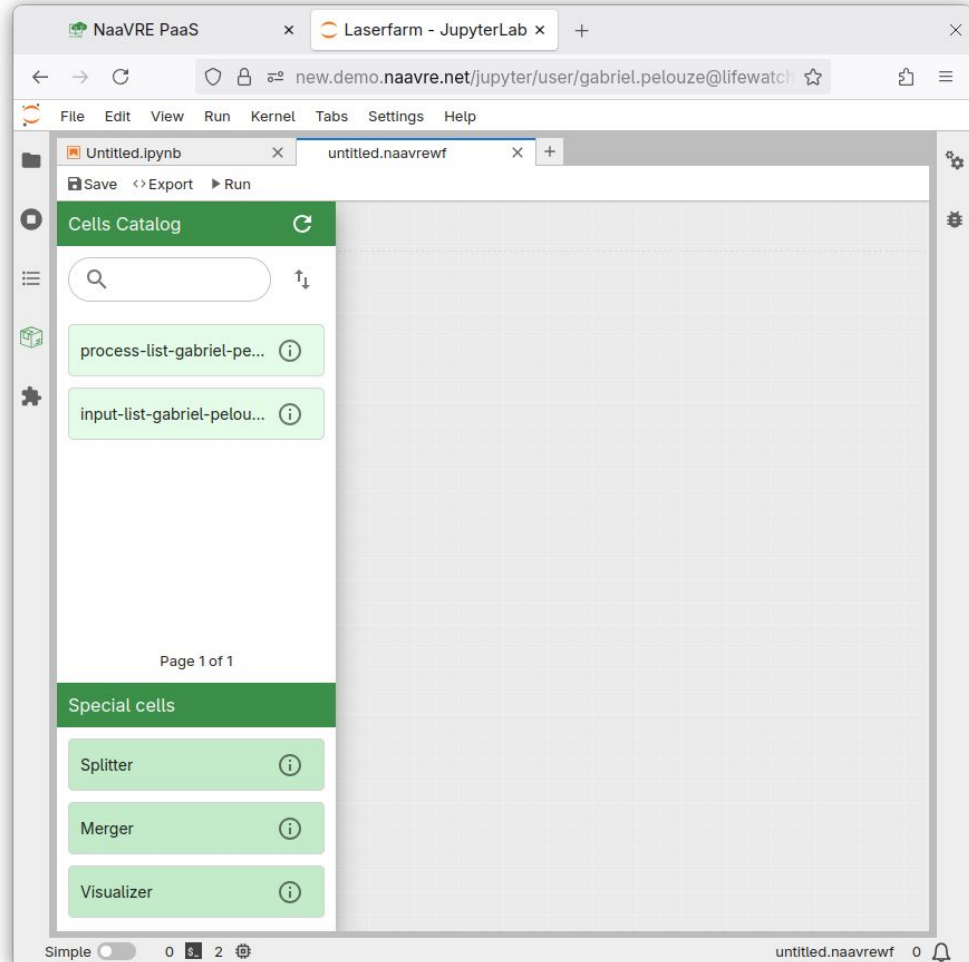 NaaVRE PaaS
Laserfarm - JupyterLab
new.demo.naavre.net/jupyter/user/gabriel.pelouze@lifewatch
File Edit View Run Kernel Tabs Settings Help
Untitled.ipynb
untitled.naavrewf
Save <>Export Run
Cells Catalog
process-list-gabriel-pe...
input-list-gabriel-pelou...
Page 1 of 1
Special cells
Splitter
Merger
Visualizer
Simple 0 $_ 2
untitled.naavrewf 0